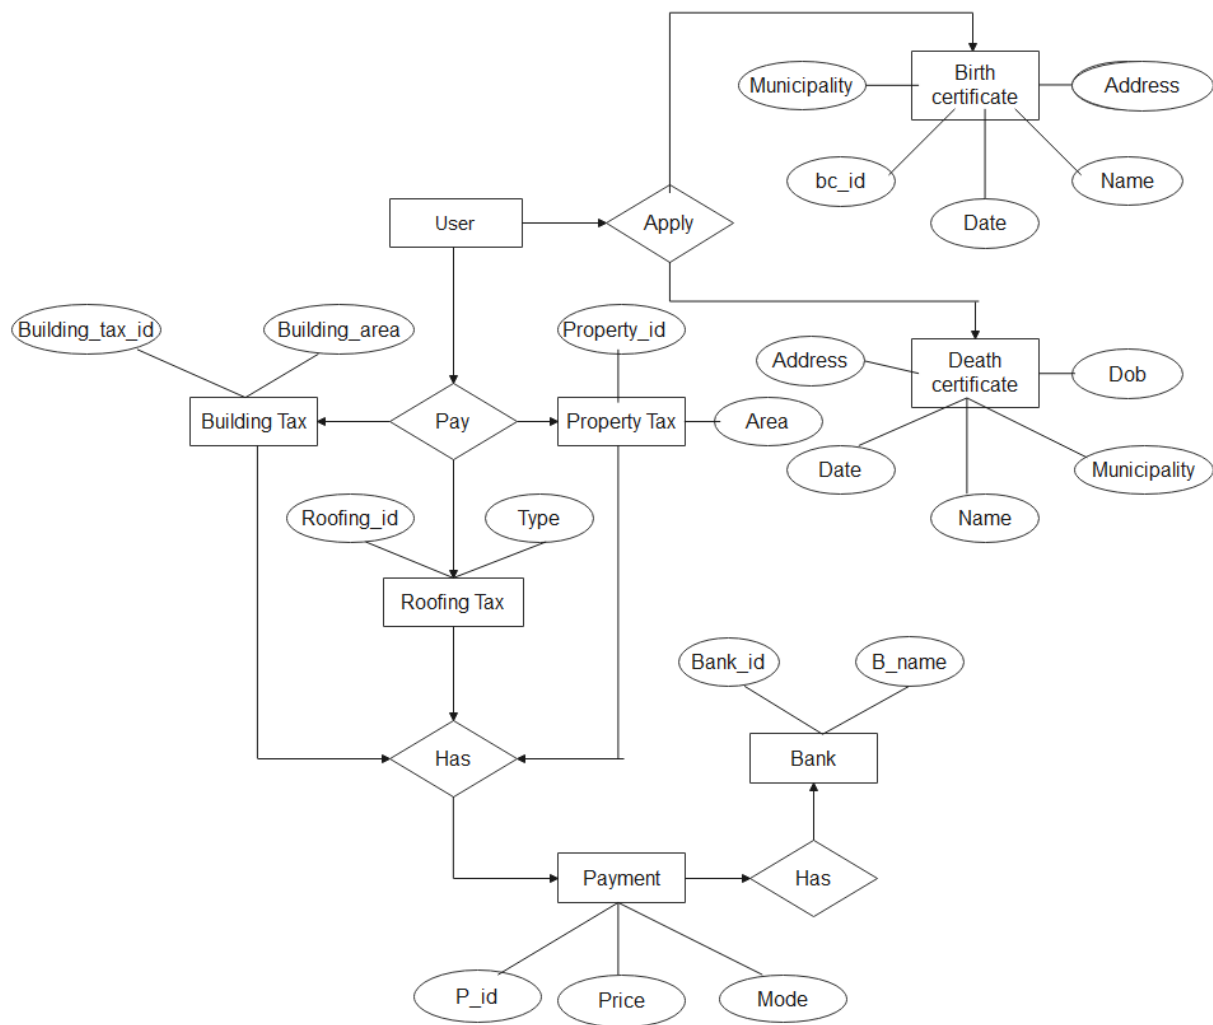 Birth
certificate
Municipality
Address
bc_id
Name
Date
User
Apply
Building_tax_id
Building_area
Property_id
Address
Death
certificate
Dob
Building Tax
Pay
Property Tax
Area
Date
Municipality
Name
Roofing_id
Type
Roofing Tax
Bank_id
B_name
Has
Bank
Payment
Has
P_id
Price
Mode